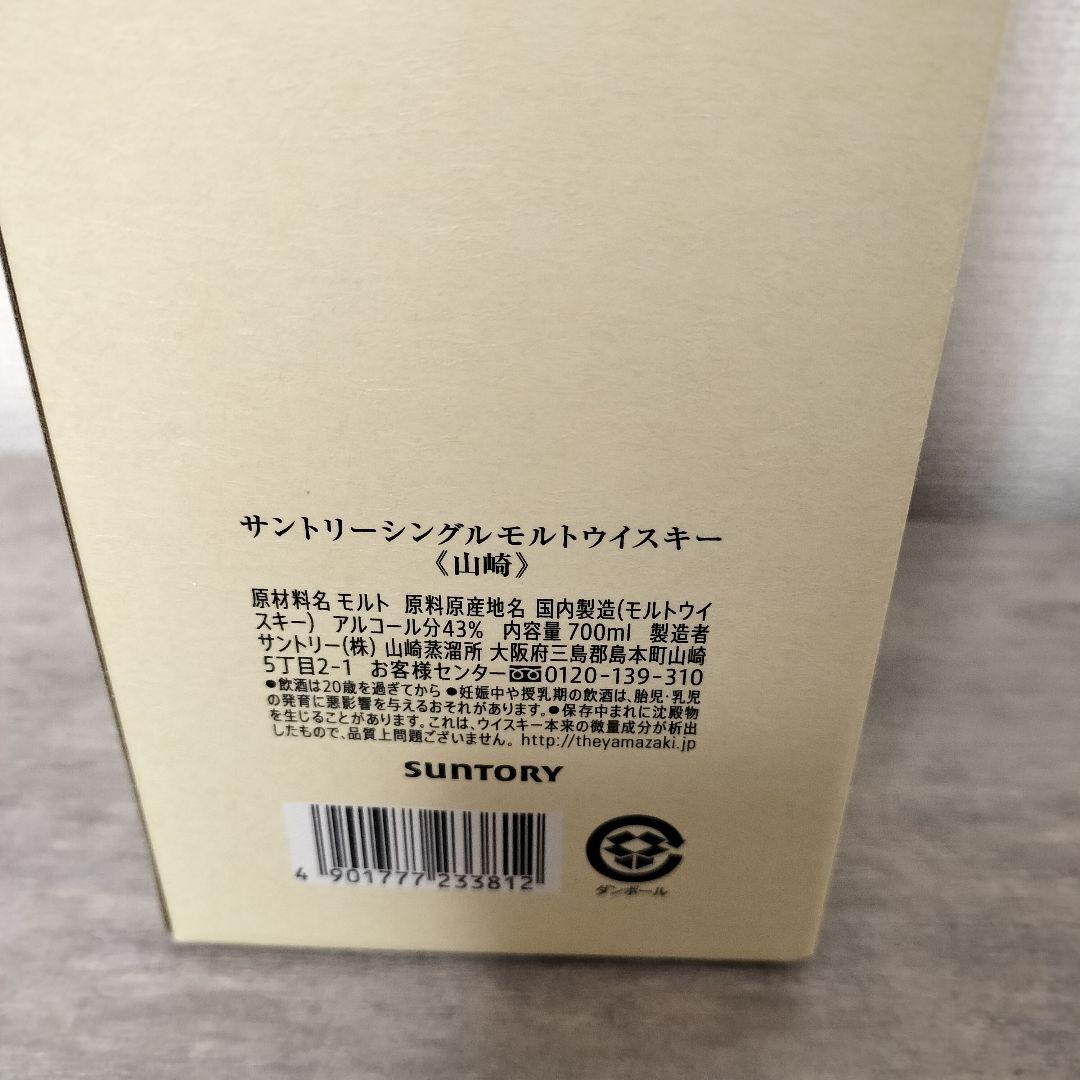 サントリーシングルモルトウイスキー
《山崎》
原材料名 モルト 原料原産地名 国内製造(モルトウイ
スキー) アルコール分43% 内容量 700ml 製造者
サントリー(株) 山崎蒸溜所 大阪府三島郡島本町山崎
5丁目2-1 お客様センター 0120-139-310
●飲酒は20歳を過ぎてから ●妊娠中や授乳期の飲酒は、胎児・乳児
の発育に悪影響を与えるおそれがあります。●保存中まれに沈殿物
を生じることがあります。これは、ウイスキー本来の微量成分が析出
したもので、品質上問題ございません。 http://theyamazaki.jp
SUNTORY
4 901777 233812
ダンボール